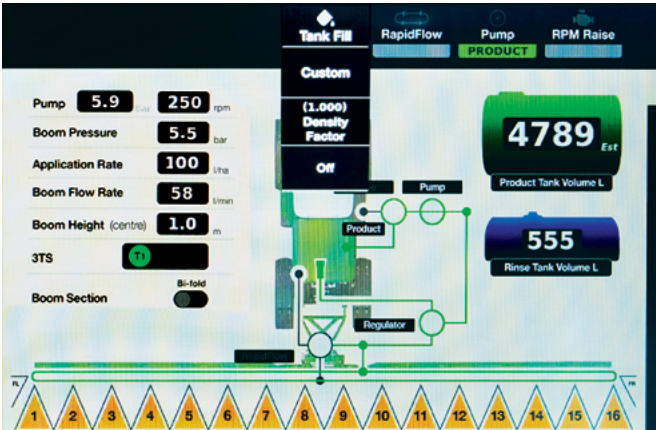 Tank Fill
RapidFlow
Pump
RPM Raise
PRODUCT
Custom
(1.000)
Density
Factor
Off
Pump 5.9 bar 250 rpm
Boom Pressure 5.5 bar
Application Rate 100 l/ha
Boom Flow Rate 58 l/min
Boom Height (centre) 1.0 m
3TS T1
Bi-fold
Boom Section
4789 Est
Product Tank Volume L
555
Rinse Tank Volume L
Pump
Product
Regulator
FL
FR
1 2 3 4 5 6 7 8 9 10 11 12 13 14 15 16